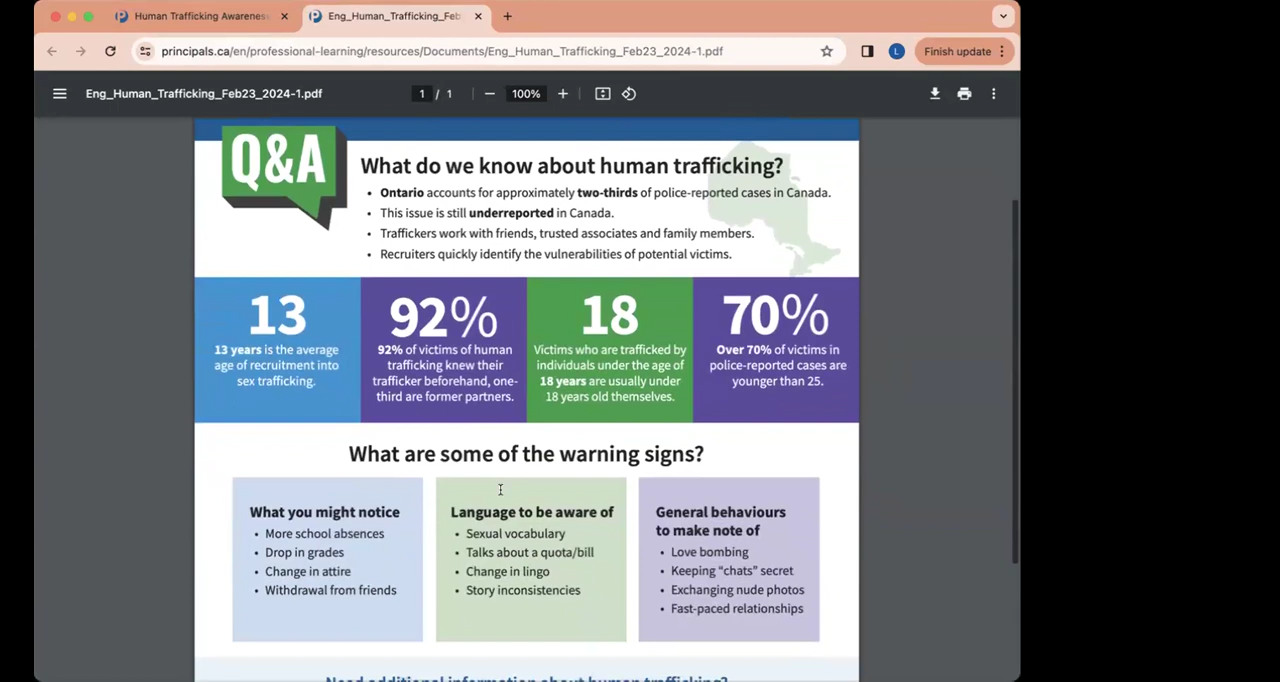 Human Trafficking Awarenes
Eng_Human_Trafficking_Feb
principals.ca/en/professional-learning/resources/Documents/Eng_Human_Trafficking_Feb23_2024-1.pdf
L
Finish update
Eng_Human_Trafficking_Feb23_2024-1.pdf
1 / 1
100%
Q&A
What do we know about human trafficking?
• Ontario accounts for approximately two-thirds of police-reported cases in Canada.
• This issue is still underreported in Canada.
• Traffickers work with friends, trusted associates and family members.
• Recruiters quickly identify the vulnerabilities of potential victims.
13
13 years is the average
age of recruitment into
sex trafficking.
92%
92% of victims of human
trafficking knew their
trafficker beforehand, one-
third are former partners.
18
Victims who are trafficked by
individuals under the age of
18 years are usually under
18 years old themselves.
70%
Over 70% of victims in
police-reported cases are
younger than 25.
What are some of the warning signs?
What you might notice
• More school absences
• Drop in grades
• Change in attire
• Withdrawal from friends
Language to be aware of
• Sexual vocabulary
• Talks about a quota/bill
• Change in lingo
• Story inconsistencies
General behaviours
to make note of
• Love bombing
• Keeping “chats” secret
• Exchanging nude photos
• Fast-paced relationships
Need additional information about human trafficking?